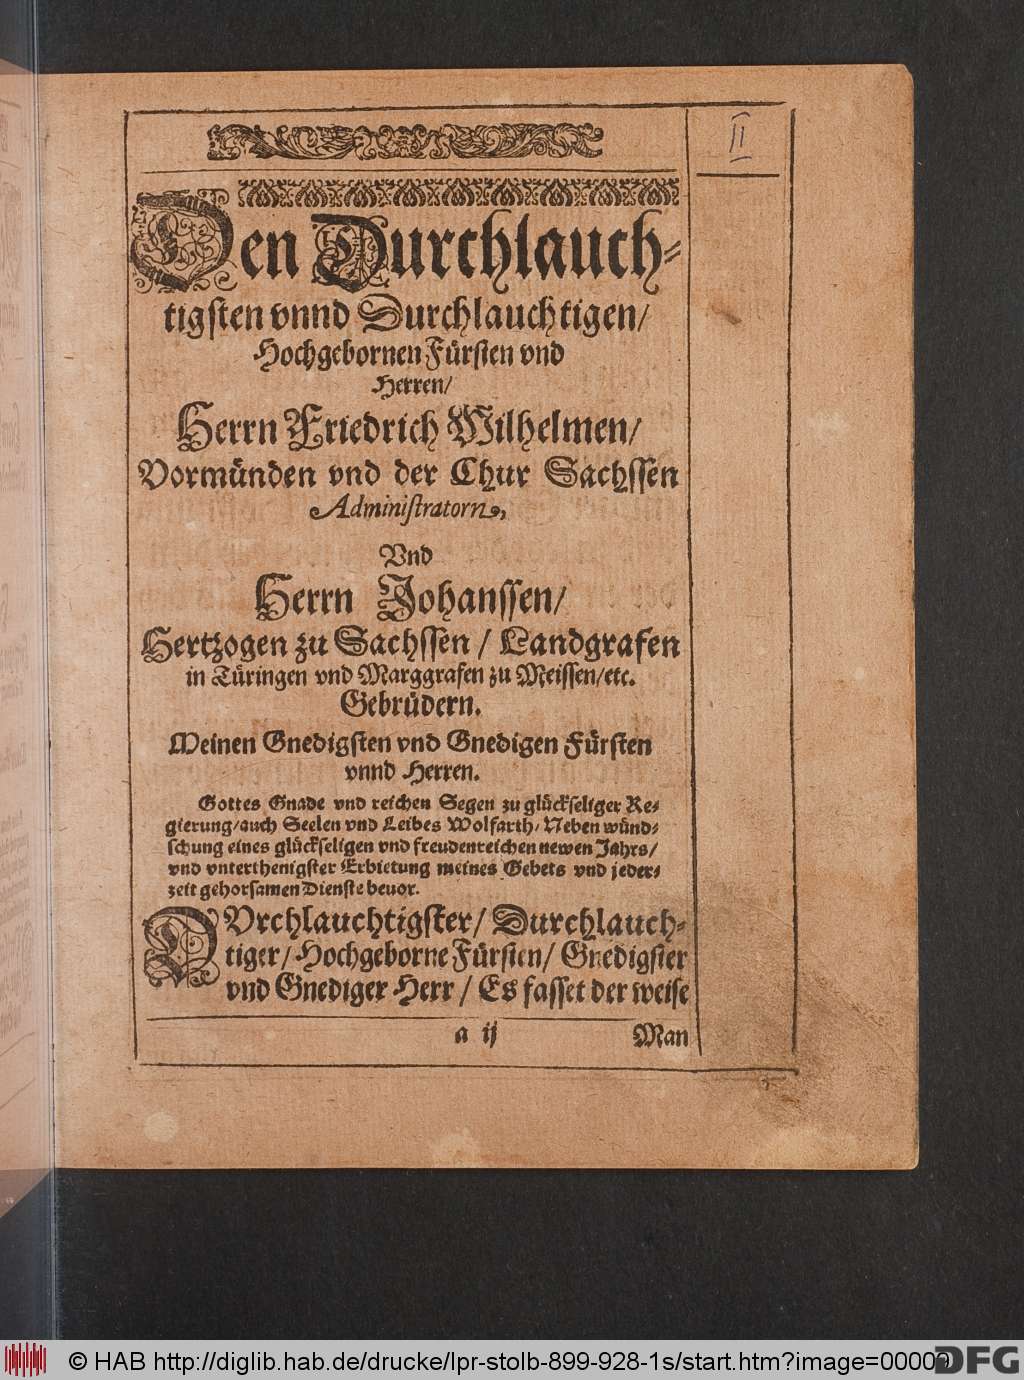 II
Den Durchlauch-
tigsten vnnd Durchlauchtigen/
Hochgebornen Fürsten vnd
Herren/
Herrn Friedrich Wilhelmen/
Vormünden vnd der Chur Sachssen
Administratorn,
Vnd
Herrn Johanssen/
Hertzogen zu Sachssen / Landgrafen
in Türingen vnd Marggrafen zu Meissen/etc.
Gebrüdern.
Meinen Gnedigsten vnd Gnedigen Fürsten
vnnd Herren.
Gottes Gnade vnd reichen Segen zu glückseliger Re-
gierung/auch Seelen vnd Leibes Wolfarth/Neben wünd-
schung eines glückseligen vnd freudenreichen newen Jahrs/
vnd vnterthenigster Erbietung meines Gebets vnd jeder-
zeit gehorsamen Dienste beuor.
DVrchlauchtigster/ Durchlauch-
tiger/ Hochgeborne Fürsten/ Gnedigster
vnd Gnediger Herr/ Es fasset der weise
a ij
Man
© HAB http://diglib.hab.de/drucke/lpr-stolb-899-928-1s/start.htm?image=00009
DFG